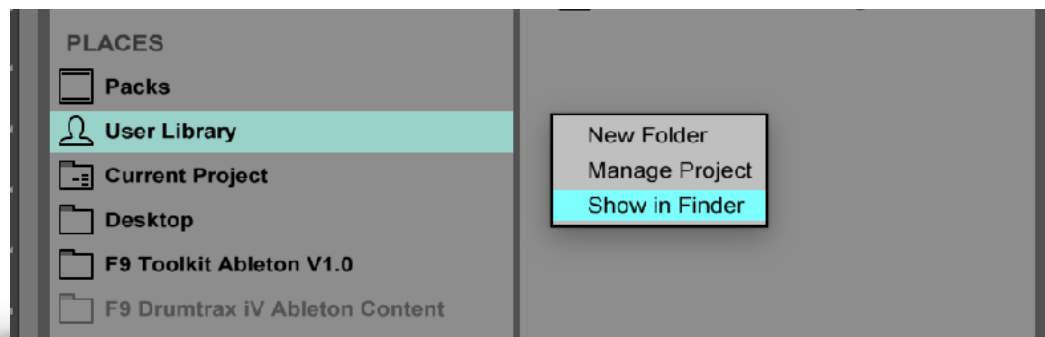 PLACES
Packs
User Library
Current Project
Desktop
F9 Toolkit Ableton V1.0
F9 Drumtrax iV Ableton Content
New Folder
Manage Project
Show in Finder